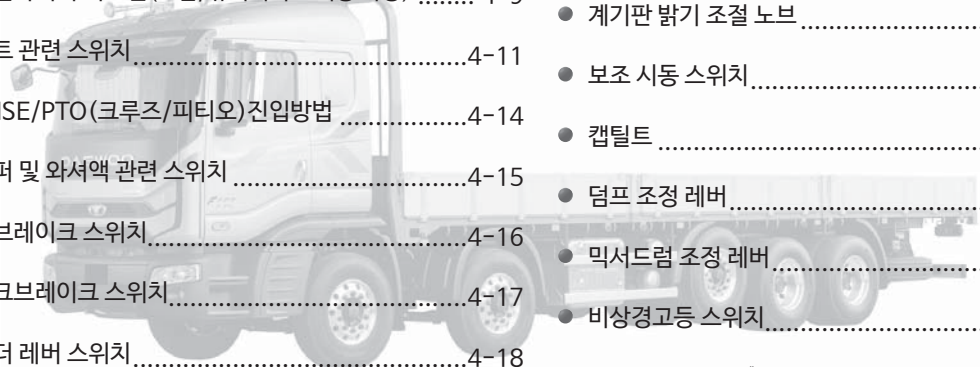 트 관련 스위치 4-11
ISE/PTO(크루즈/피티오)진입방법 4-14
퍼 및 와셔액 관련 스위치 4-15
브레이크 스위치 4-16
크브레이크 스위치 4-17
더 레버 스위치 4-18
● 계기판 밝기 조절 노브
● 보조 시동 스위치
● 캡틸트
● 덤프 조정 레버
● 믹서드럼 조정 레버
● 비상경고등 스위치